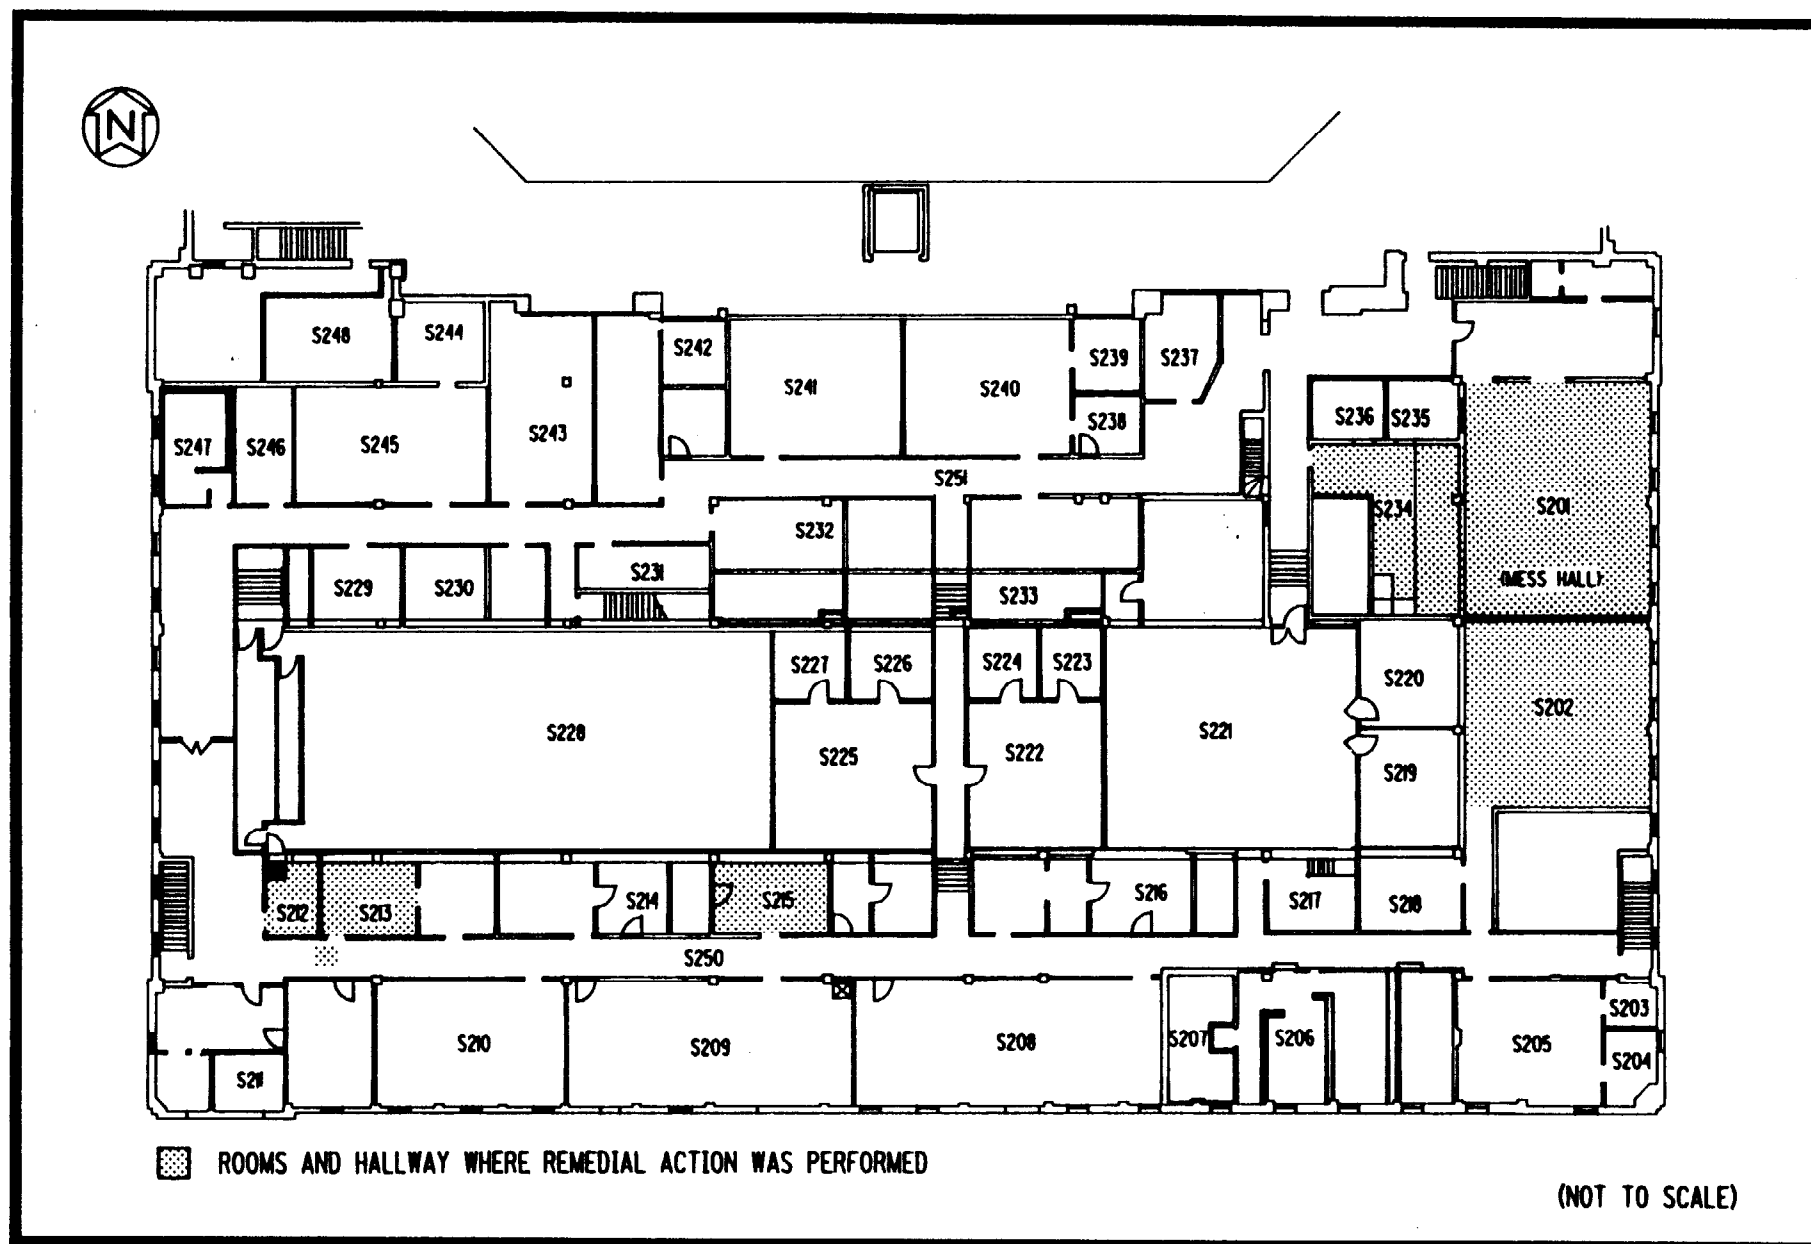 N
S248
S244
S242
S241
S240
S239
S237
S247
S246
S245
S243
S238
S236
S235
S251
S234
S201
S232
S229
S230
S231
S233
(MESS HALL)
S227
S226
S224
S223
S220
S228
S225
S222
S221
S219
S202
S212
S213
S214
S215
S216
S217
S218
S250
S210
S209
S208
S207
S206
S205
S203
S204
S211
ROOMS AND HALLWAY WHERE REMEDIAL ACTION WAS PERFORMED
(NOT TO SCALE)